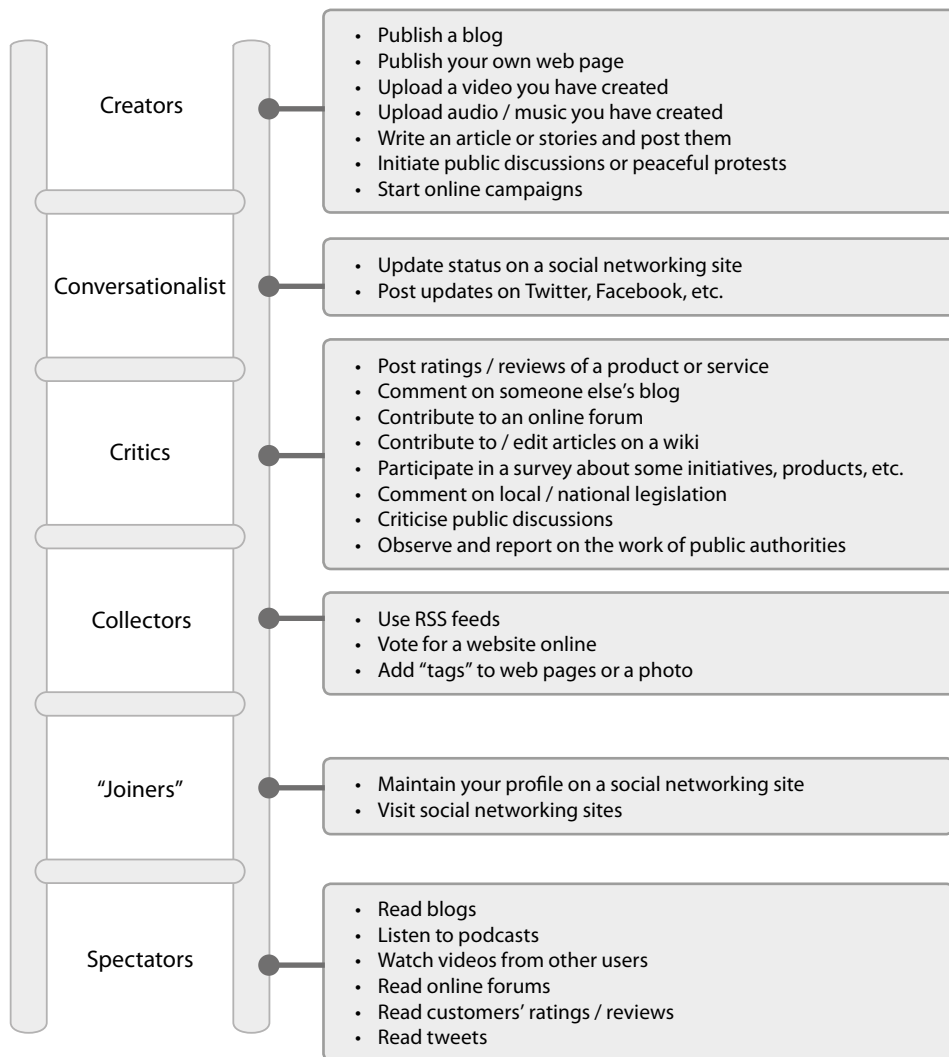 Creators
• Publish a blog
• Publish your own web page
• Upload a video you have created
• Upload audio / music you have created
• Write an article or stories and post them
• Initiate public discussions or peaceful protests
• Start online campaigns
Conversationalist
• Update status on a social networking site
• Post updates on Twitter, Facebook, etc.
Critics
• Post ratings / reviews of a product or service
• Comment on someone else’s blog
• Contribute to an online forum
• Contribute to / edit articles on a wiki
• Participate in a survey about some initiatives, products, etc.
• Comment on local / national legislation
• Criticise public discussions
• Observe and report on the work of public authorities
Collectors
• Use RSS feeds
• Vote for a website online
• Add “tags” to web pages or a photo
“Joiners”
• Maintain your profile on a social networking site
• Visit social networking sites
Spectators
• Read blogs
• Listen to podcasts
• Watch videos from other users
• Read online forums
• Read customers’ ratings / reviews
• Read tweets